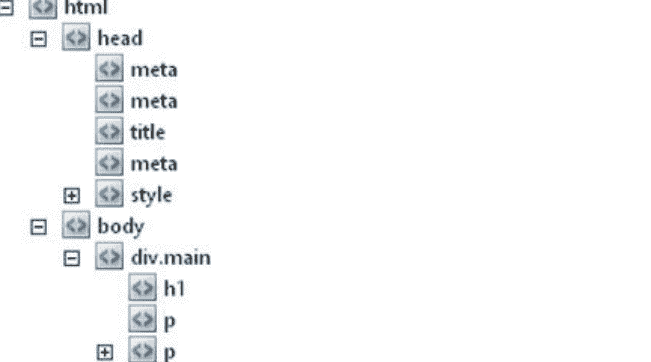 html
head
meta
meta
title
meta
style
body
div.main
h1
p
p